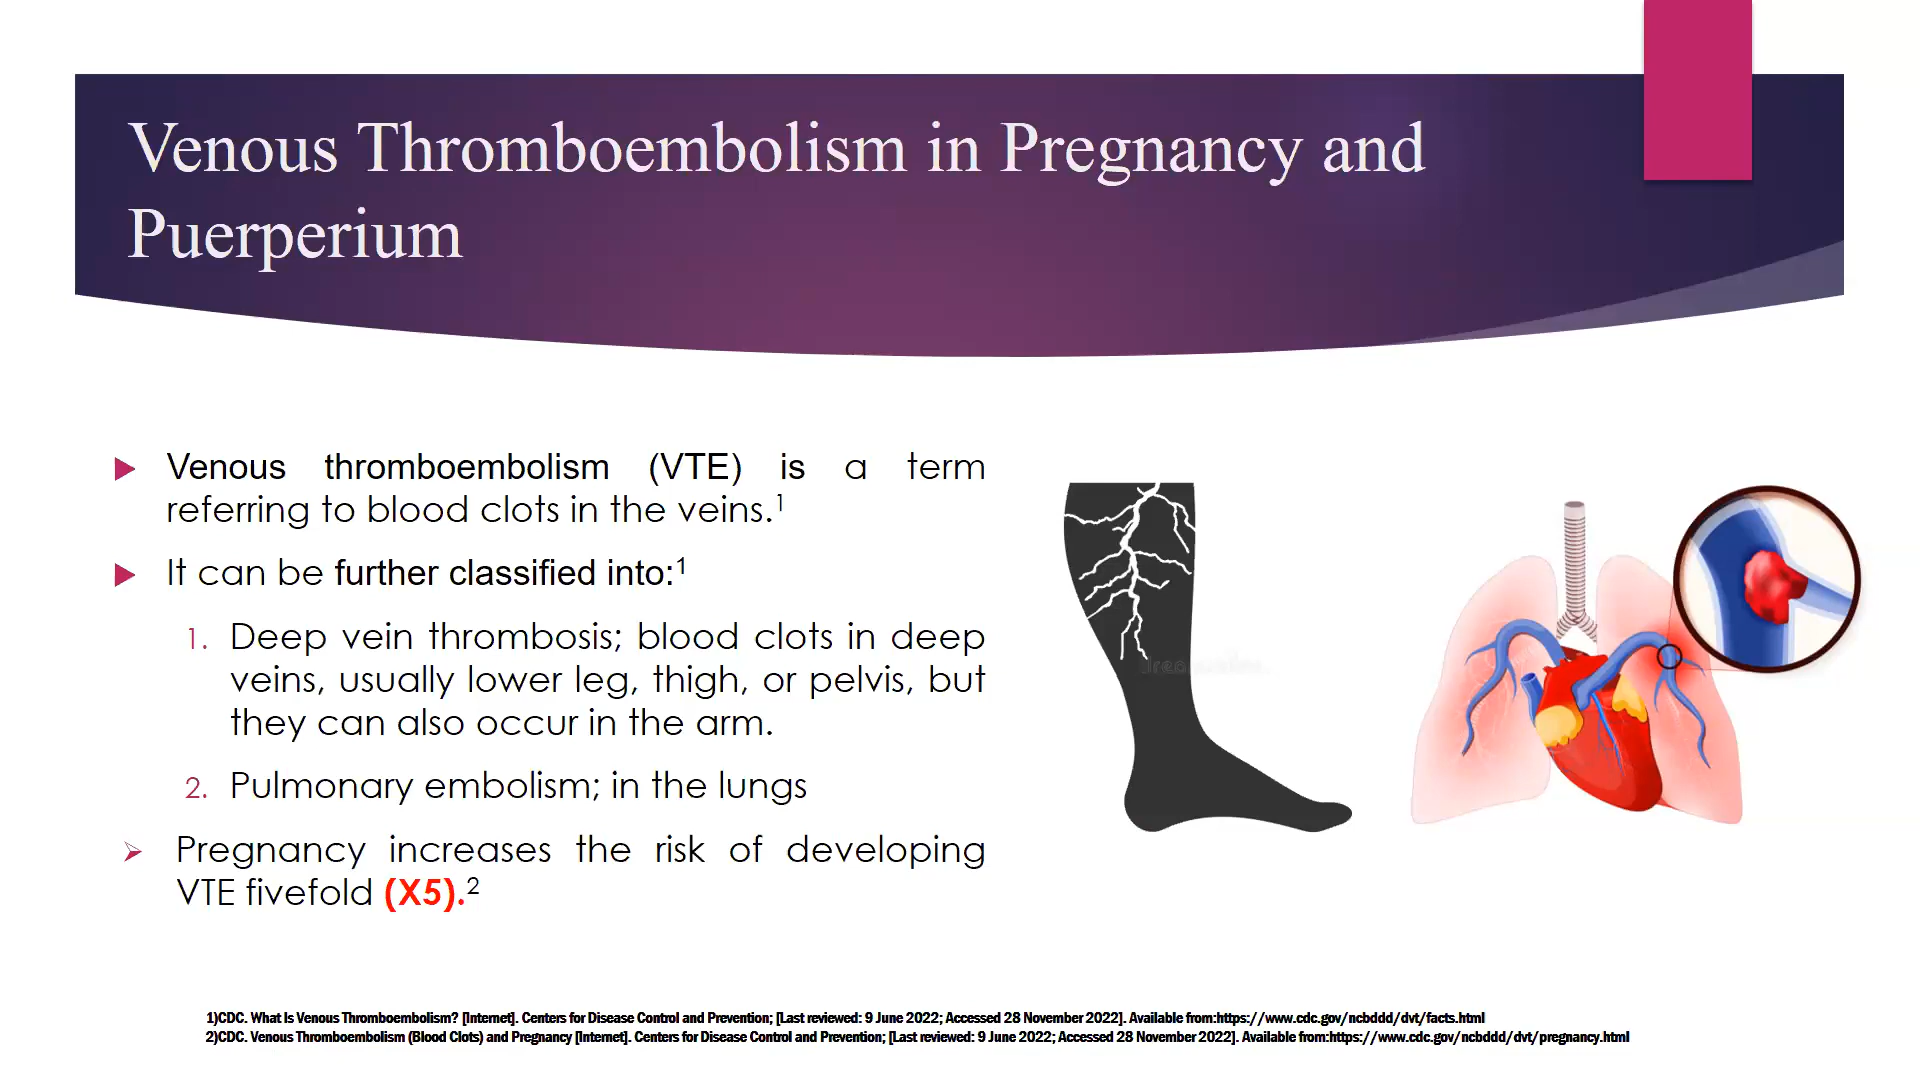 Venous Thromboembolism in Pregnancy and
Puerperium
Venous thromboembolism (VTE) is a term
referring to blood clots in the veins.1
It can be further classified into:1
1. Deep vein thrombosis; blood clots in deep
veins, usually lower leg, thigh, or pelvis, but
they can also occur in the arm.
2. Pulmonary embolism; in the lungs
Pregnancy increases the risk of developing
VTE fivefold (X5).2
1)CDC. What Is Venous Thromboembolism? [Internet]. Centers for Disease Control and Prevention; [Last reviewed: 9 June 2022; Accessed 28 November 2022]. Available from:https://www.cdc.gov/ncbddd/dvt/facts.html
2)CDC. Venous Thromboembolism (Blood Clots) and Pregnancy [Internet]. Centers for Disease Control and Prevention; [Last reviewed: 9 June 2022; Accessed 28 November 2022]. Available from:https://www.cdc.gov/ncbddd/dvt/pregnancy.html